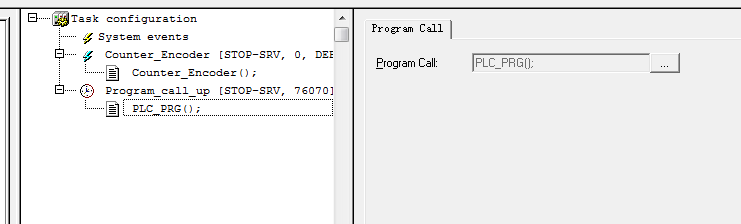 Task configuration
System events
Counter_Encoder [STOP-SRV, 0, DEF
Counter_Encoder();
Program_call_up [STOP-SRV, 76070]
PLC_PRG();
Program Call
Program Call:
PLC_PRG();
...